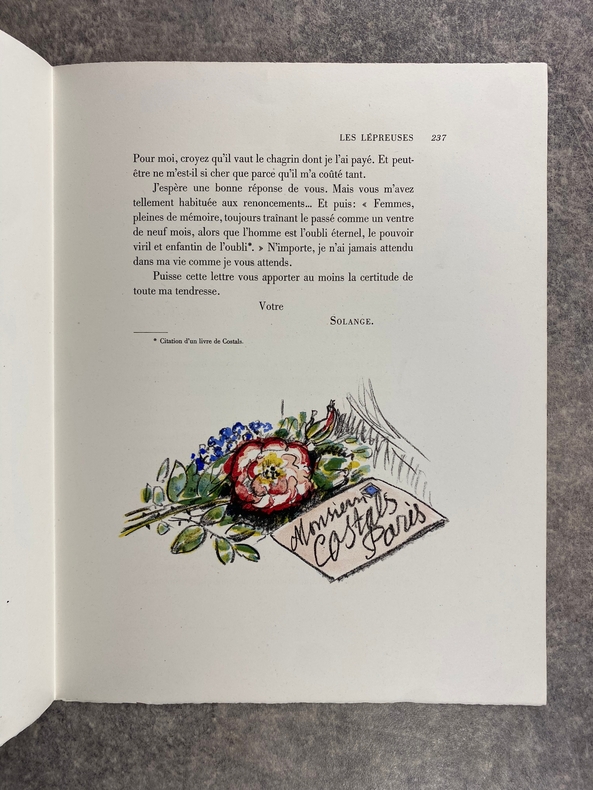 LES LÉPREUSES 237
Pour moi, croyez qu'il vaut le chagrin dont je l'ai payé. Et peut-
être ne m'est-il si cher que parce qu'il m'a coûté tant.
J'espère une bonne réponse de vous. Mais vous m'avez
tellement habituée aux renoncements... Et puis : « Femmes,
pleines de mémoire, toujours traînant le passé comme un ventre
de neuf mois, alors que l'homme est l'oubli éternel, le pouvoir
viril et enfantin de l'oubli*. » N'importe, je n'ai jamais attendu
dans ma vie comme je vous attends.
Puisse cette lettre vous apporter au moins la certitude de
toute ma tendresse.
Votre
SOLANGE.
* Citation d'un livre de Costals.
Monsieur
Costals
Paris